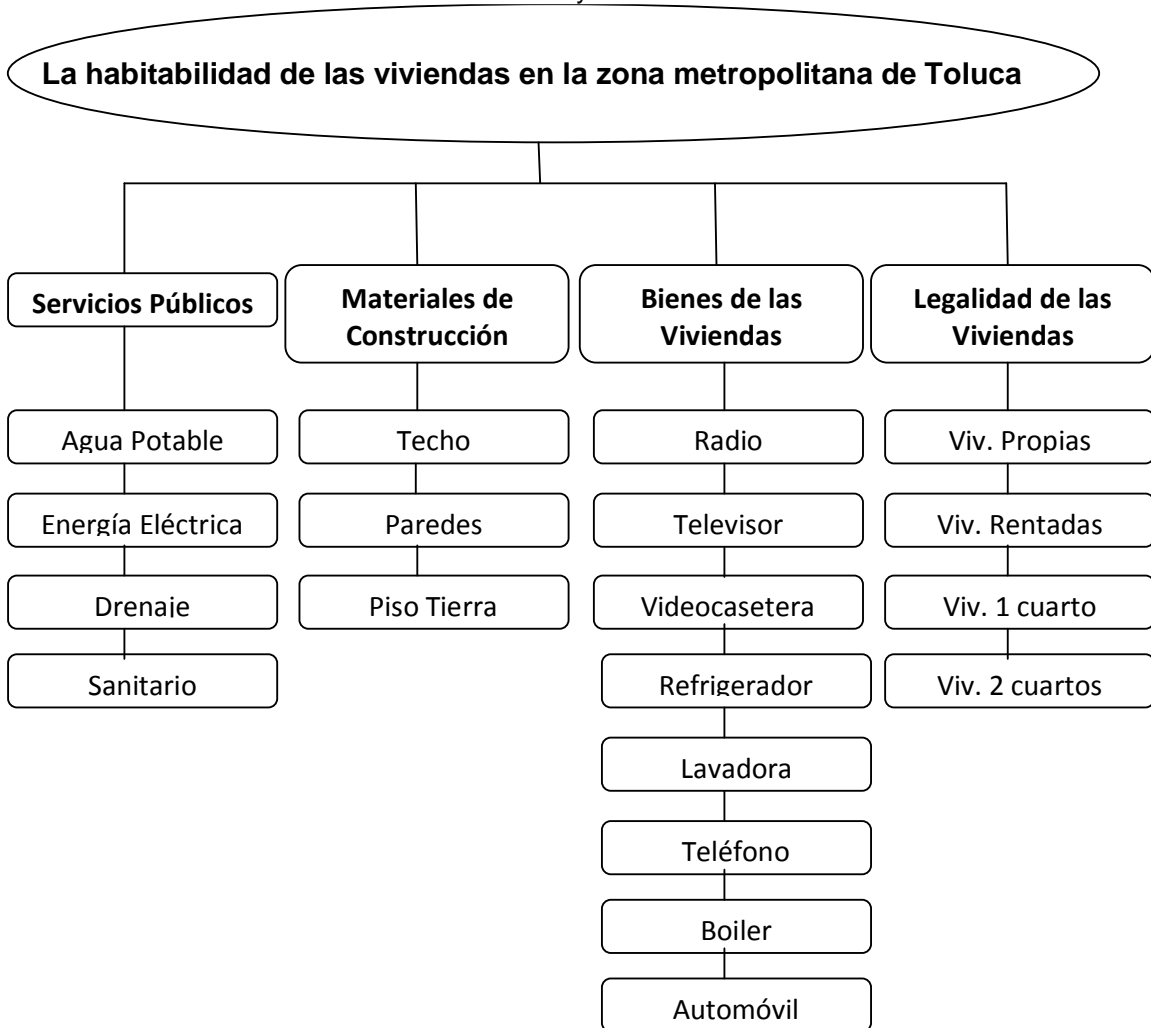 La habitabilidad de las viviendas en la zona metropolitana de Toluca
Servicios Públicos
Agua Potable
Energía Eléctrica
Drenaje
Sanitario
Materiales de
Construcción
Techo
Paredes
Piso Tierra
Bienes de las
Viviendas
Radio
Televisor
Videocasetera
Refrigerador
Lavadora
Teléfono
Boiler
Automóvil
Legalidad de las
Viviendas
Viv. Propias
Viv. Rentadas
Viv. 1 cuarto
Viv. 2 cuartos